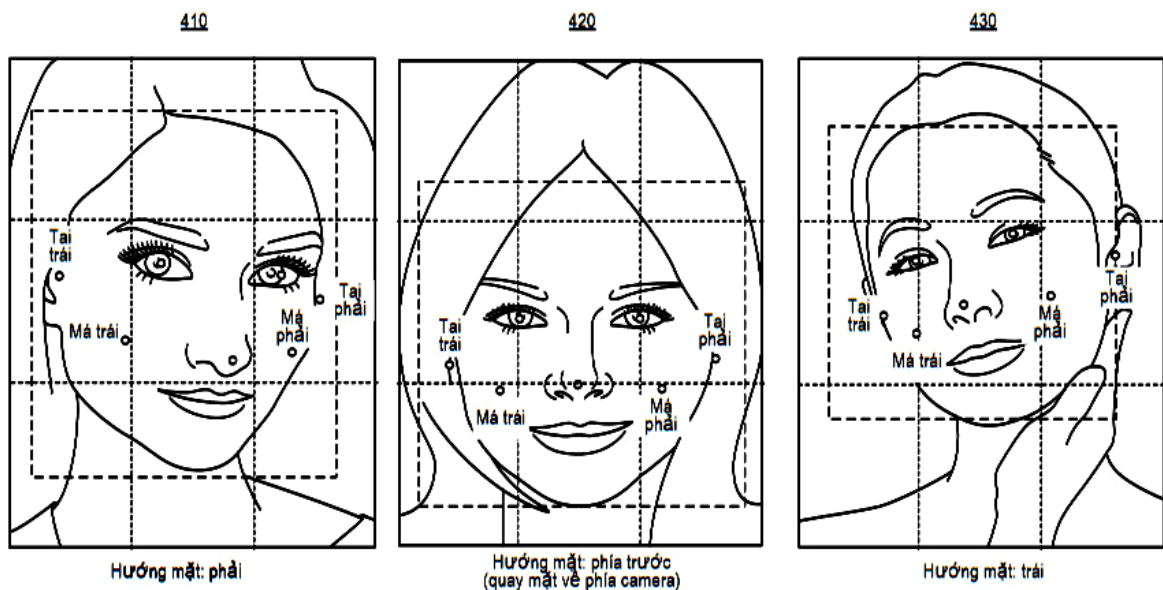 410
420
430
Tai
trái
Má trái
Má
phải
Tai
phải
Tai
trái
Má trái
Má
phải
Tai
phải
Tai
trái
Má trái
Má
phải
Tai
phải
Hướng mặt: phải
Hướng mặt: phía trước
(quay mặt về phía camera)
Hướng mặt: trái